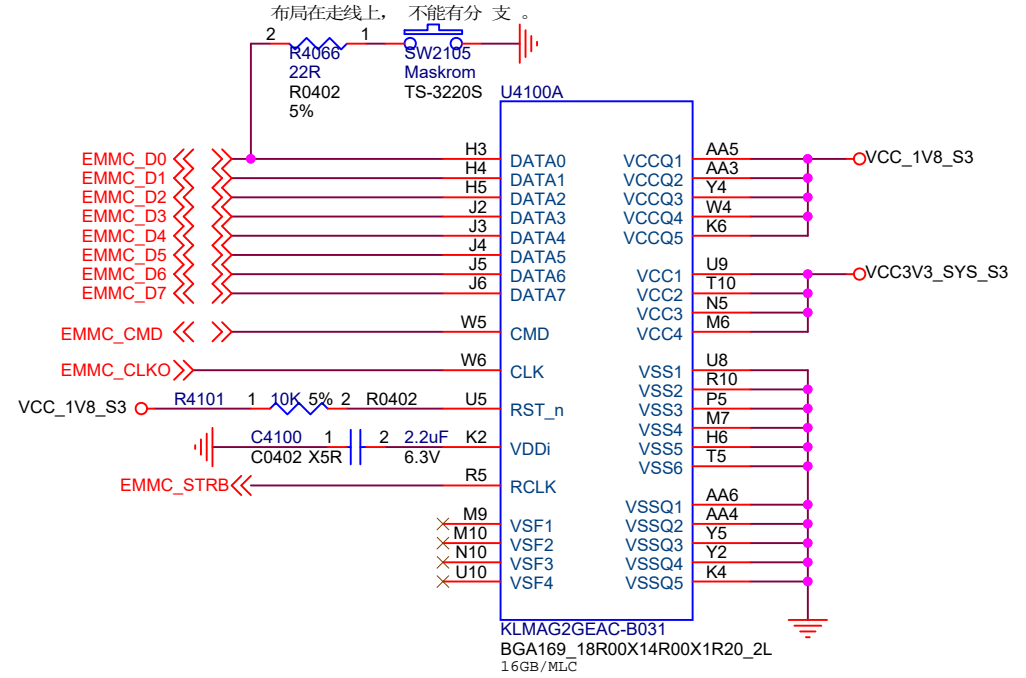 布局在走线上， 不能有分 支 。
2 1
R4066 SW2105
22R Maskrom
R0402 TS-3220S
5%
U4100A
EMMC_D0 H3 DATA0 VCCQ1 AA5 VCC_1V8_S3
EMMC_D1 H4 DATA1 VCCQ2 AA3
EMMC_D2 H5 DATA2 VCCQ3 Y4
EMMC_D3 J2 DATA3 VCCQ4 W4
EMMC_D4 J3 DATA4 VCCQ5 K6
EMMC_D5 J4 DATA5
EMMC_D6 J5 DATA6 VCC1 U9 VCC3V3_SYS_S3
EMMC_D7 J6 DATA7 VCC2 T10
VCC3 N5
EMMC_CMD W5 CMD VCC4 M6
EMMC_CLKO W6 CLK VSS1 U8
VSS2 R10
VCC_1V8_S3 R4101 1 10K 5% 2 R0402 U5 RST_n VSS3 P5
VSS4 M7
C4100 1 2 2.2uF K2 VDDi VSS5 H6
C0402 X5R 6.3V VSS6 T5
EMMC_STRB R5 RCLK
VSSQ1 AA6
M9 VSF1 VSSQ2 AA4
M10 VSF2 VSSQ3 Y5
N10 VSF3 VSSQ4 Y2
U10 VSF4 VSSQ5 K4
KLMAG2GEAC-B031
BGA169_18R00X14R00X1R20_2L
16GB/MLC